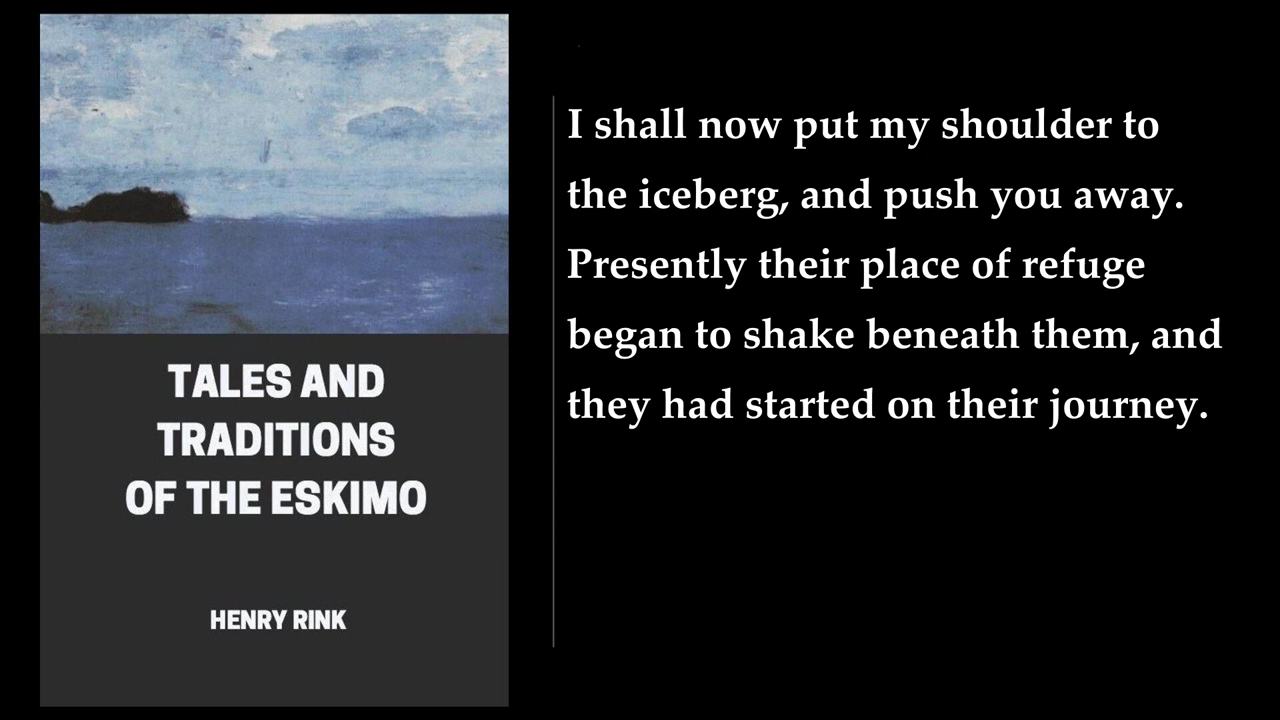 TALES AND
TRADITIONS
OF THE ESKIMO
HENRY RINK
I shall now put my shoulder to
the iceberg, and push you away.
Presently their place of refuge
began to shake beneath them, and
they had started on their journey.